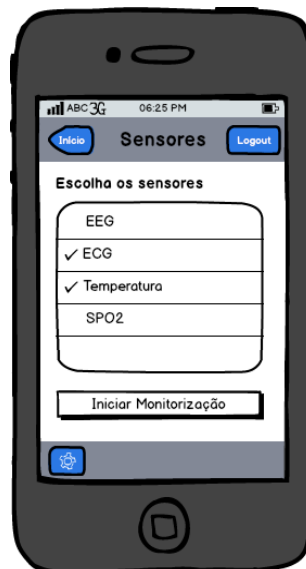 ABC 3G 06:25 PM
Início Sensores Logout
Escolha os sensores
EEG
✓ ECG
✓ Temperatura
SPO2
Iniciar Monitorização